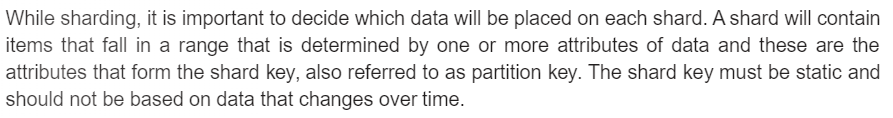 While sharding, it is important to decide which data will be placed on each shard. A shard will contain
items that fall in a range that is determined by one or more attributes of data and these are the
attributes that form the shard key, also referred to as partition key. The shard key must be static and
should not be based on data that changes over time.